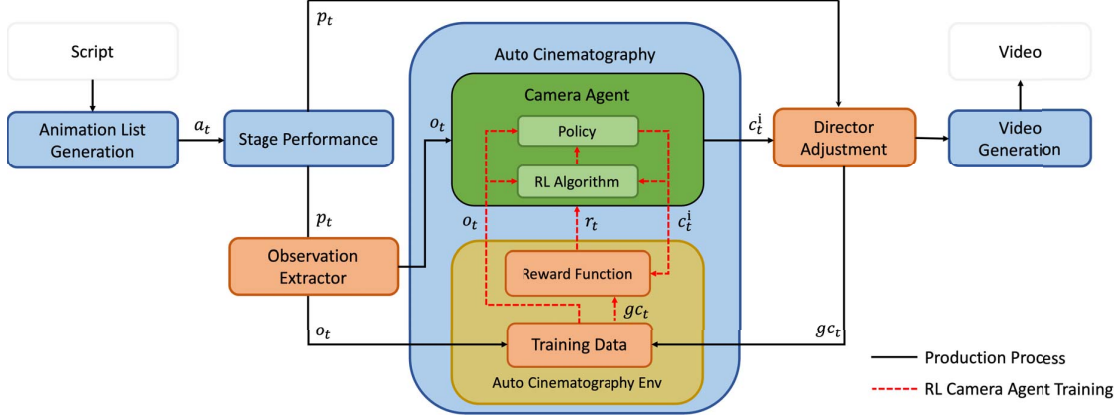 Script
Animation List
Generation
a_t
Stage Performance
p_t
p_t
Observation
Extractor
o_t
o_t
Auto Cinematography
Camera Agent
Policy
RL Algorithm
o_t
r_t
c_t^i
Reward Function
gc_t
Training Data
Auto Cinematography Env
c_t^i
Director
Adjustment
gc_t
Video
Video
Generation
Production Process
RL Camera Agent Training